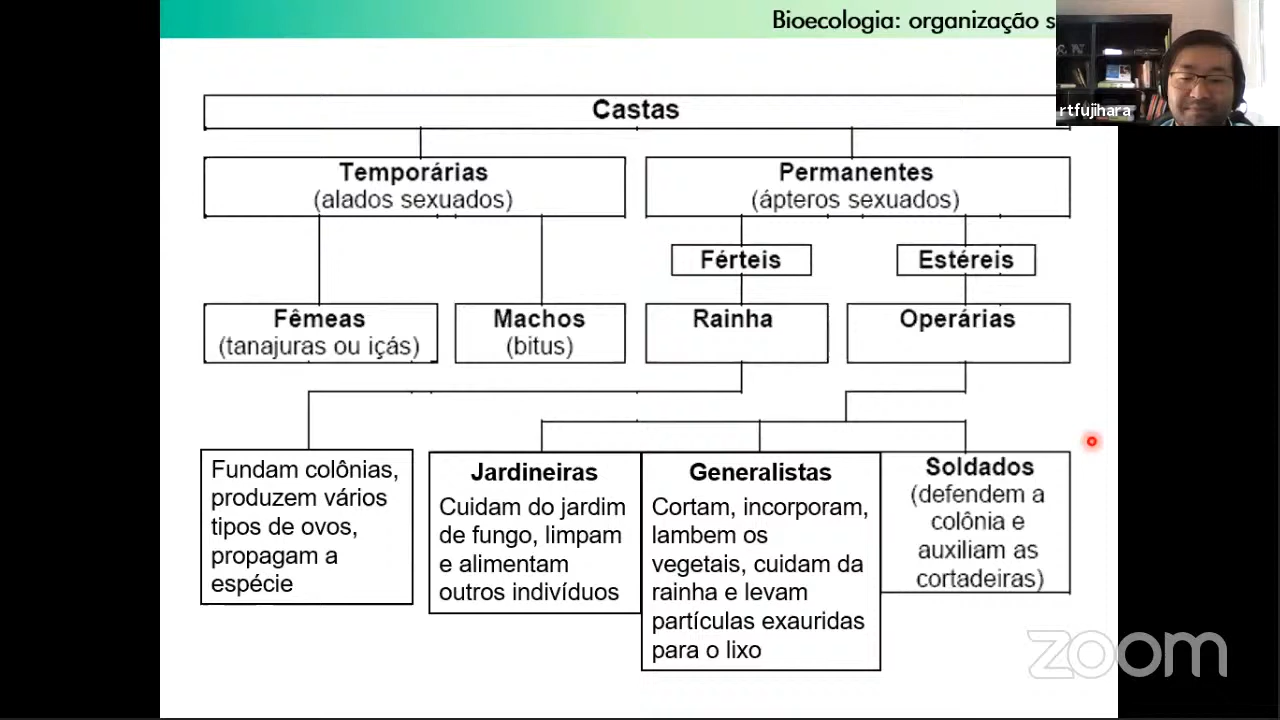 Bioecologia: organização
rtfujihara
Castas
Temporárias
(alados sexuados)
Permanentes
(ápteros sexuados)
Férteis
Estéreis
Fêmeas
(tanajuras ou içás)
Machos
(bitus)
Rainha
Operárias
Fundam colônias,
produzem vários
tipos de ovos,
propagam a
espécie
Jardineiras
Cuidam do jardim
de fungo, limpam
e alimentam
outros indivíduos
Generalistas
Cortam, incorporam,
lambem os
vegetais, cuidam da
rainha e levam
partículas exauridas
para o lixo
Soldados
(defendem a
colônia e
auxiliam as
cortadeiras)
zoom